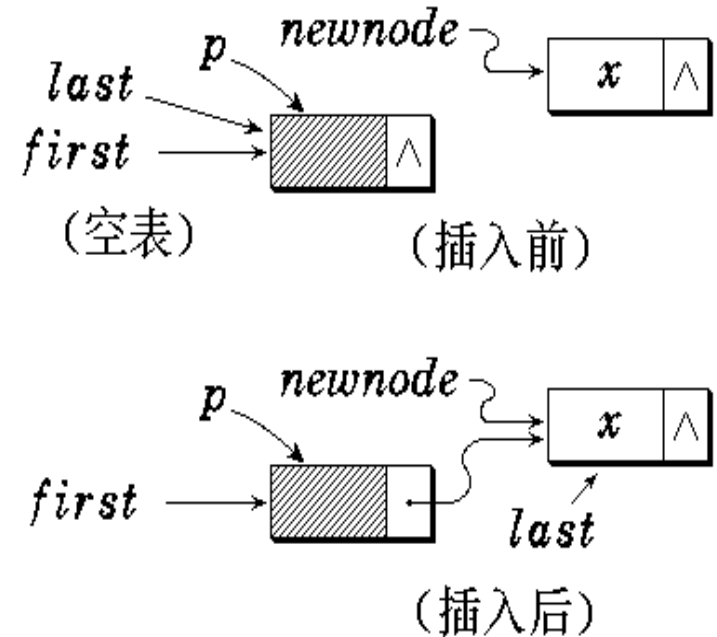 newnode
p
x ∧
last
first
∧
(空表)
(插入前)
newnode
p
x ∧
first
last
(插入后)